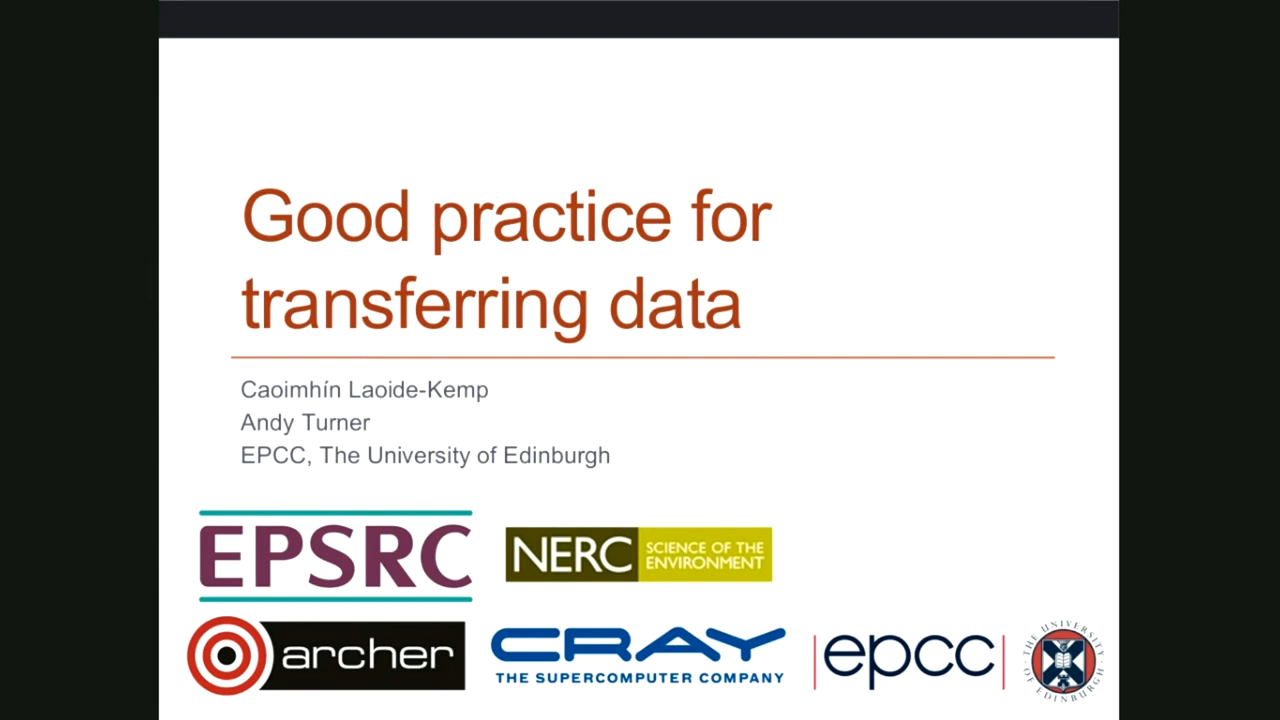 Good practice for
transferring data
Caoimhín Laoide-Kemp
Andy Turner
EPCC, The University of Edinburgh
EPSRC
NERC
SCIENCE OF THE
ENVIRONMENT
archer
CRAY
THE SUPERCOMPUTER COMPANY
epcc
THE UNIVERSITY
OF EDINBURGH